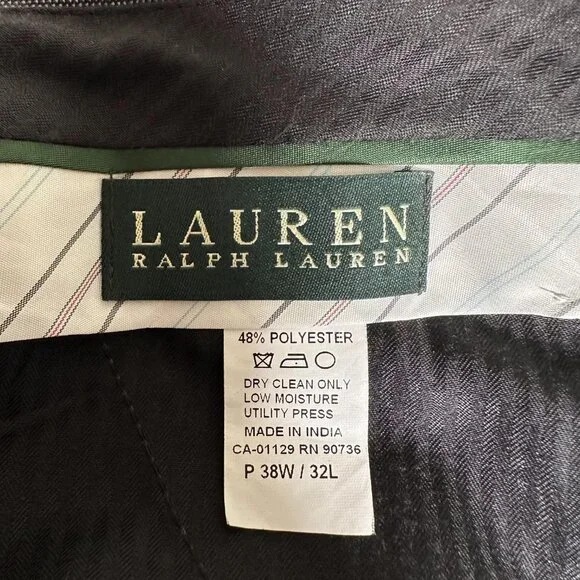 LAUREN
RALPH LAUREN
48% POLYESTER
DRY CLEAN ONLY
LOW MOISTURE
UTILITY PRESS
MADE IN INDIA
CA-01129 RN 90736
P 38W / 32L